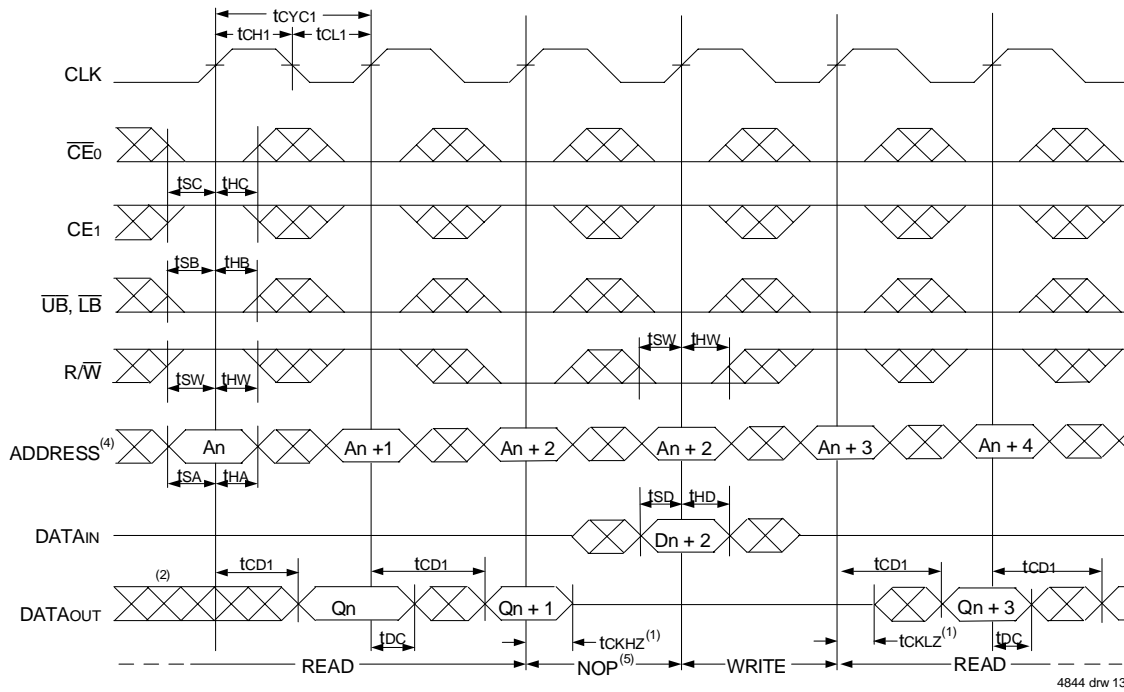 tCYC1
tCH1 tCL1
CLK
CE0
tSC tHC
CE1
tSB tHB
UB, LB
tSW tHW
R/W
tSW tHW
ADDRESS(4) An An +1 An + 2 An + 2 An + 3 An + 4
tSA tHA
tSD tHD
DATAIN Dn + 2
tCD1 tCD1 tCD1 tCD1
(2)
DATAOUT Qn Qn + 1 Qn + 3
tDC tCKHZ(1) tCKLZ(1) tDC
READ NOP(5) WRITE READ
4844 drw 13